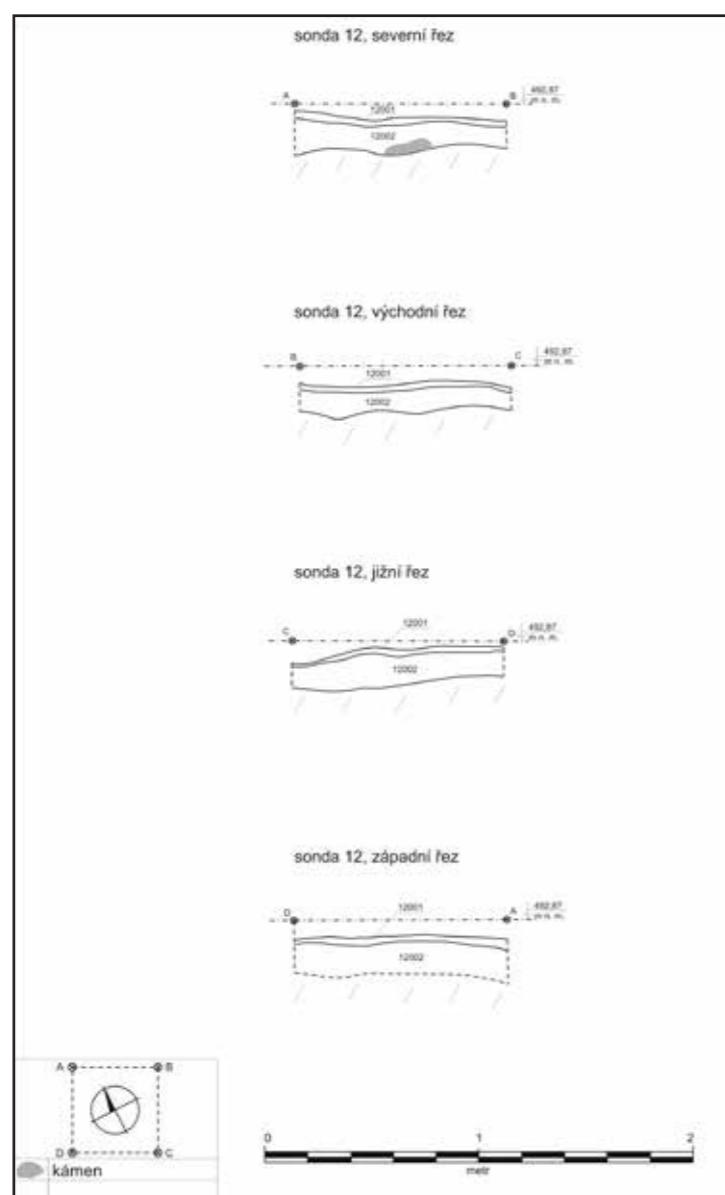 sonda 12, severní řez
A
B
492,87
m n. m.
12001
12002
sonda 12, východní řez
B
C
492,87
m n. m.
12001
12002
sonda 12, jižní řez
C
D
492,87
m n. m.
12001
12002
sonda 12, západní řez
D
A
492,87
m n. m.
12001
12002
A
B
D
C
kámen
0
1
2
metr